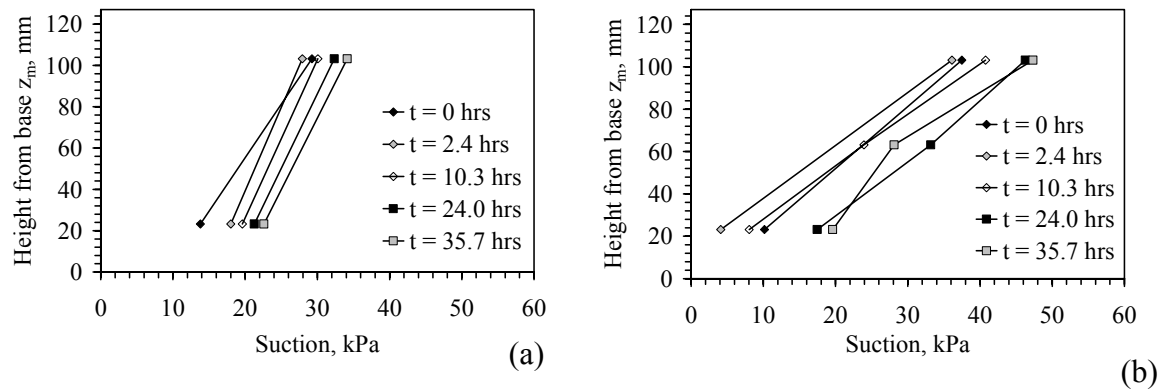 120
100
80
60
40
20
0
Height from base z_m, mm
t = 0 hrs
t = 2.4 hrs
t = 10.3 hrs
t = 24.0 hrs
t = 35.7 hrs
0 10 20 30 40 50 60
Suction, kPa
(a)
120
100
80
60
40
20
0
Height from base z_m, mm
t = 0 hrs
t = 2.4 hrs
t = 10.3 hrs
t = 24.0 hrs
t = 35.7 hrs
0 10 20 30 40 50 60
Suction, kPa
(b)